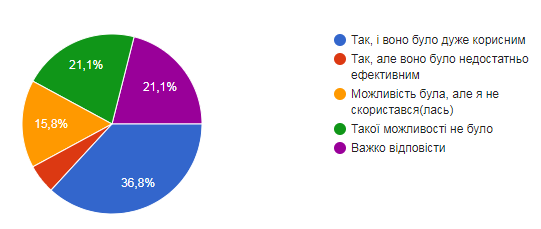 21,1%
21,1%
15,8%
36,8%
Так, і воно було дуже корисним
Так, але воно було недостатньо
ефективним
Можливість була, але я не
скористався(лась)
Такої можливості не було
Важко відповісти